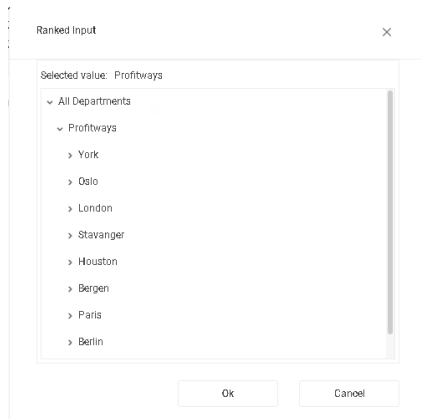 Ranked Input
Selected value: Profitways
All Departments
Profitways
York
Oslo
London
Stavanger
Houston
Bergen
Paris
Berlin
Ok
Cancel